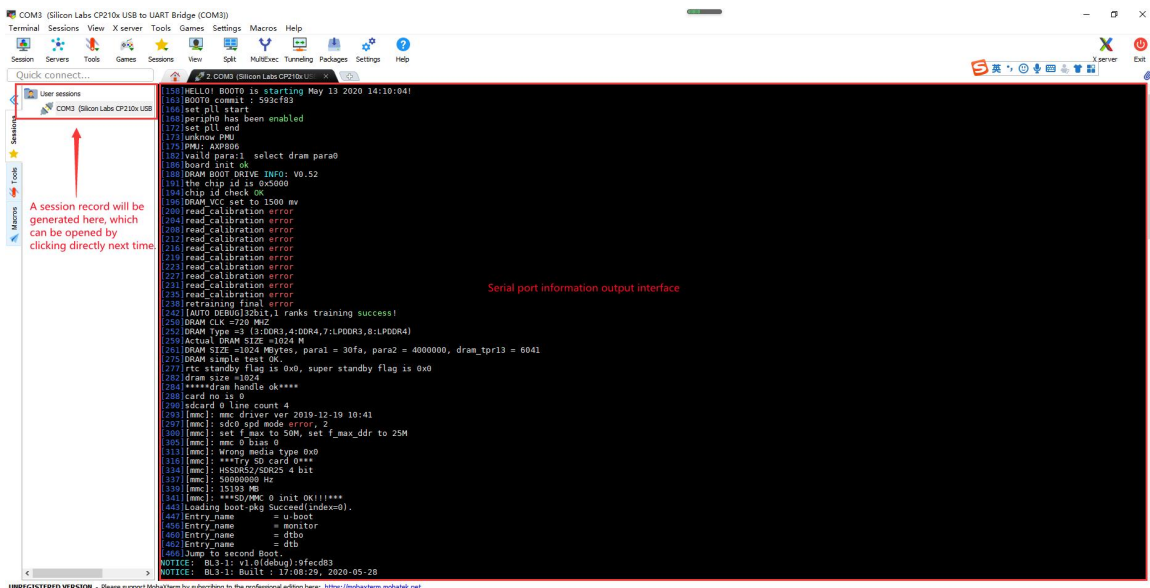 COM3 (Silicon Labs CP210x USB to UART Bridge (COM3))
Terminal Sessions View X server Tools Games Settings Macros Help
Session Servers Tools Games Sessions View Split MultiExec Tunneling Packages Settings Help X server Exit
英
Quick connect...
2. COM3 (Silicon Labs CP210x US
User sessions
COM3 (Silicon Labs CP210x USB
Sessions
Tools
Macros
A session record will be
generated here, which
can be opened by
clicking directly next time.
Serial port information output interface
[158]HELLO! BOOT0 is starting May 13 2020 14:10:04!
[163]BOOT0 commit : 593cf83
[166]set pll start
[168]periph0 has been enabled
[172]set pll end
[173]unknow PMU
[175]PMU: AXP806
[182]vaild para:1 select dram para0
[186]board init ok
[188]DRAM BOOT DRIVE INFO: V0.52
[191]the chip id is 0x5000
[194]chip id check OK
[196]DRAM_VCC set to 1500 mv
[200]read_calibration error
[204]read_calibration error
[208]read_calibration error
[212]read_calibration error
[216]read_calibration error
[219]read_calibration error
[223]read_calibration error
[227]read_calibration error
[231]read_calibration error
[235]read_calibration error
[238]retraining final error
[242][AUTO DEBUG]32bit,1 ranks training success!
[250]DRAM CLK =720 MHZ
[252]DRAM Type =3 (3:DDR3,4:DDR4,7:LPDDR3,8:LPDDR4)
[259]Actual DRAM SIZE =1024 M
[261]DRAM SIZE =1024 MBytes, para1 = 30fa, para2 = 4000000, dram_tpr13 = 6041
[275]DRAM simple test OK.
[277]rtc standby flag is 0x0, super standby flag is 0x0
[282]dram size =1024
[284]*****dram handle ok****
[288]card no is 0
[290]sdcard 0 line count 4
[293][mmc]: mmc driver ver 2019-12-19 10:41
[297][mmc]: sdc0 spd mode error, 2
[300][mmc]: set f_max to 50M, set f_max_ddr to 25M
[305][mmc]: mmc 0 bias 0
[313][mmc]: Wrong media type 0x0
[316][mmc]: ***Try SD card 0***
[334][mmc]: HSSDR52/SDR25 4 bit
[337][mmc]: 50000000 Hz
[339][mmc]: 15193 MB
[341][mmc]: ***SD/MMC 0 init OK!!!***
[443]Loading boot-pkg Succeed(index=0).
[447]Entry_name = u-boot
[456]Entry_name = monitor
[460]Entry_name = dtbo
[462]Entry_name = dtb
[466]Jump to second Boot.
NOTICE: BL3-1: v1.0(debug):9fecd83
NOTICE: BL3-1: Built : 17:08:29, 2020-05-28
UNREGISTERED VERSION - Please support MobaXterm by subscribing to the professional edition here: https://mobaxterm.mobatek.net